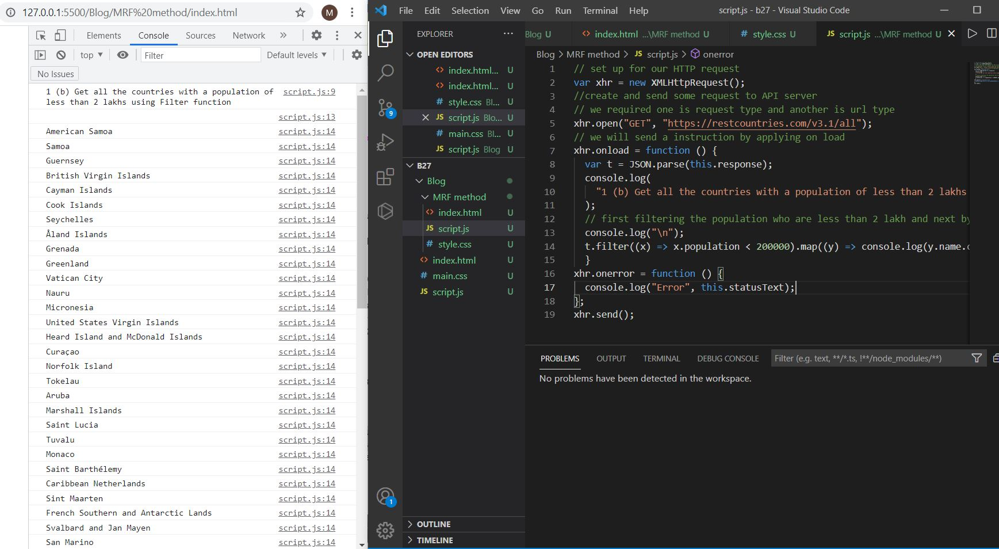 127.0.0.1:5500/Blog/MRF%20method/index.html
M
Elements Console Sources Network »
top Filter Default levels
No Issues
1 (b) Get all the countries with a population of script.js:9
less than 2 lakhs using Filter function
script.js:13
American Samoa script.js:14
Samoa script.js:14
Guernsey script.js:14
British Virgin Islands script.js:14
Cayman Islands script.js:14
Cook Islands script.js:14
Seychelles script.js:14
Åland Islands script.js:14
Grenada script.js:14
Greenland script.js:14
Vatican City script.js:14
Nauru script.js:14
Micronesia script.js:14
United States Virgin Islands script.js:14
Heard Island and McDonald Islands script.js:14
Curaçao script.js:14
Norfolk Island script.js:14
Tokelau script.js:14
Aruba script.js:14
Marshall Islands script.js:14
Saint Lucia script.js:14
Tuvalu script.js:14
Monaco script.js:14
Saint Barthélemy script.js:14
Caribbean Netherlands script.js:14
Sint Maarten script.js:14
French Southern and Antarctic Lands script.js:14
Svalbard and Jan Mayen script.js:14
San Marino script.js:14
File Edit Selection View Go Run Terminal Help script.js - b27 - Visual Studio Code
9
1
EXPLORER ...
OPEN EDITORS
<> index.html... U
<> index.html... U
# style.css Bl... U
JS script.js Blo... U
# main.css Bl... U
JS script.js Blog U
B27
Blog
MRF method
<> index.html U
JS script.js U
# style.css U
<> index.html U
# main.css U
JS script.js U
OUTLINE
TIMELINE
Blog U <> index.html ...\MRF method U # style.css U JS script.js ...\MRF method U
Blog > MRF method > JS script.js > onerror
1 // set up for our HTTP request
2 var xhr = new XMLHttpRequest();
3 //create and send some request to API server
4 // we required one is request type and another is url type
5 xhr.open("GET", "https://restcountries.com/v3.1/all");
6 // we will send a instruction by applying on load
7 xhr.onload = function () {
8 var t = JSON.parse(this.response);
9 console.log(
10 "1 (b) Get all the countries with a population of less than 2 lakhs
11 );
12 // first filtering the population who are less than 2 lakh and next by
13 console.log("\n");
14 t.filter((x) => x.population < 200000).map((y) => console.log(y.name.c
15 }
16 xhr.onerror = function () {
17 console.log("Error", this.statusText);
18 };
19 xhr.send();
PROBLEMS OUTPUT TERMINAL DEBUG CONSOLE Filter (e.g. text, **/*.ts, !**/node_modules/**)
No problems have been detected in the workspace.